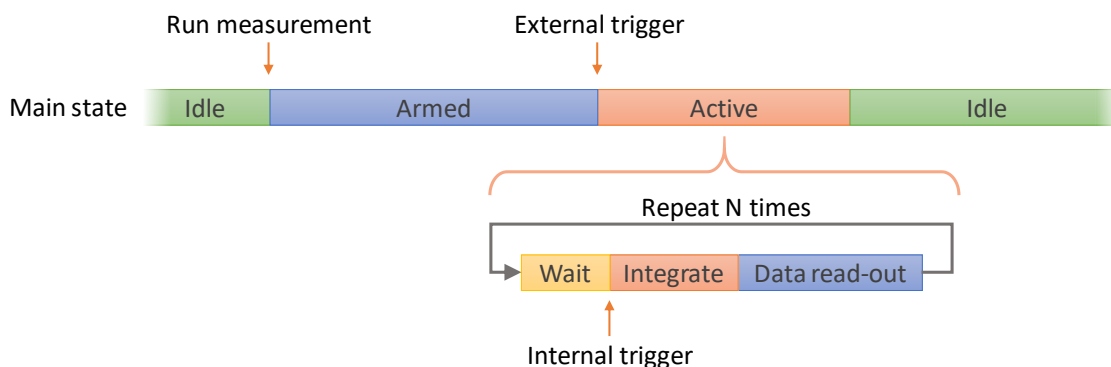 Run measurement External trigger
Main state Idle Armed Active Idle
Repeat N times
Wait Integrate Data read-out
Internal trigger